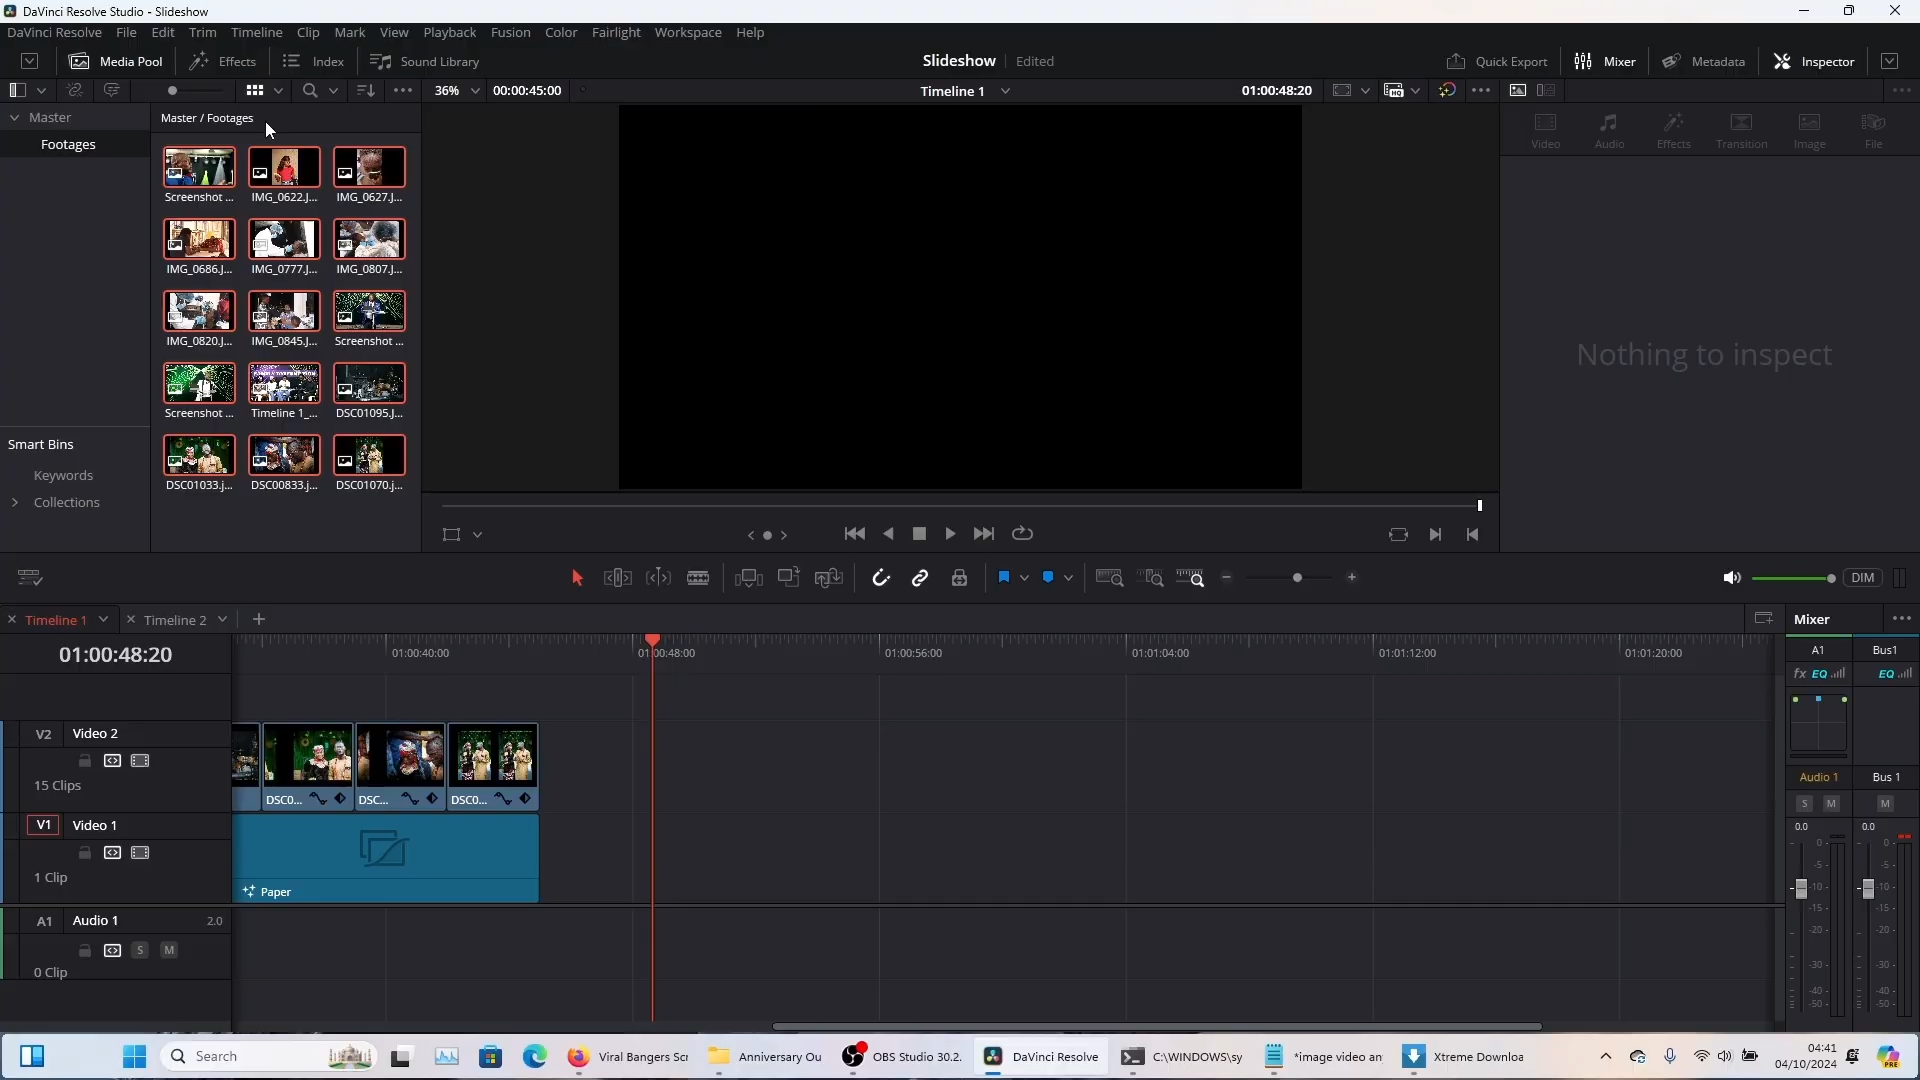 DaVinci Resolve Studio - Slideshow
DaVinci Resolve File Edit Trim Timeline Clip Mark View Playback Fusion Color Fairlight Workspace Help
Media Pool Effects Index Sound Library Slideshow Edited Quick Export Mixer Metadata Inspector
36% 00:00:45:00 Timeline 1 01:00:48:20
Master
Master / Footages
Footages
Video Audio Effects Transition Image File
Screenshot ... IMG_0622.J... IMG_0627.J...
IMG_0686.J... IMG_0777.J... IMG_0807.J...
IMG_0820.J... IMG_0845.J... Screenshot ...
Nothing to inspect
Screenshot ... Timeline 1_... DSC01095.J...
Smart Bins
Keywords
DSC01033.j... DSC00833.j... DSC01070.j...
Collections
DIM
Timeline 1 Timeline 2
Mixer
01:00:48:20
01:00:40:00 01:00:48:00 01:00:56:00 01:01:04:00 01:01:12:00 01:01:20:00
A1 Bus1
fx EQ EQ
V2 Video 2
15 Clips
DSC0... DSC... DSC0...
Audio 1 Bus 1
S M M
V1 Video 1
1 Clip
Paper
0.0 0.0
0 0
-5 -5
-10 -10
-15 -15
-20 -20
-30 -30
-40 -40
-50 -50
A1 Audio 1 2.0
S M
0 Clip
Search
Viral Bangers Scr
Anniversary Ou
OBS Studio 30.2.
DaVinci Resolve
C:\WINDOWS\sy
*image video an
Xtreme Downloa
04:41
04/10/2024
PRE